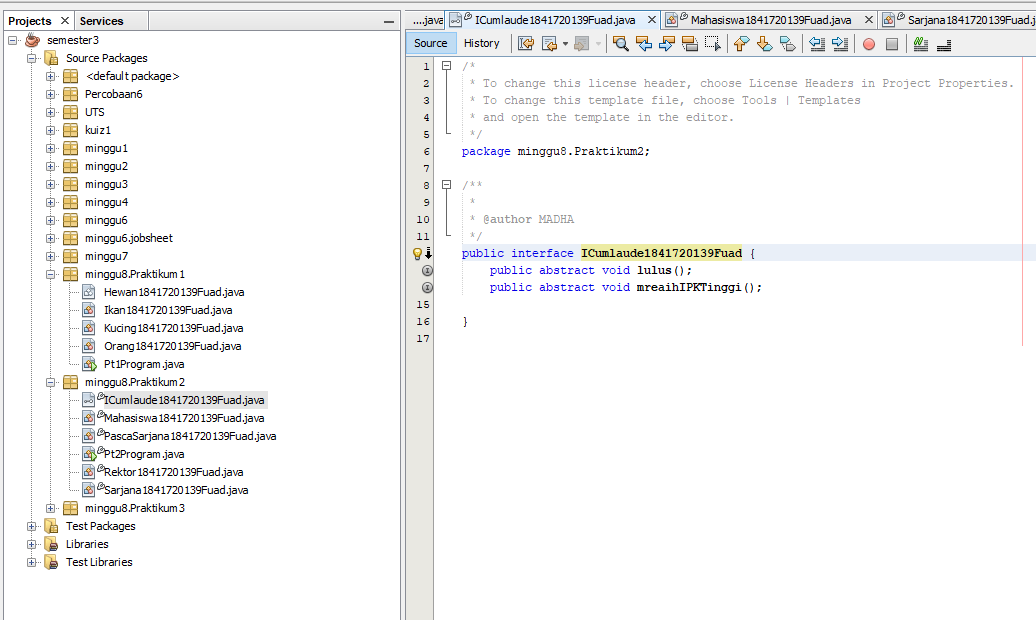 Projects ×
Services
semester3
Source Packages
<default package>
Percobaan6
UTS
kuiz1
minggu1
minggu2
minggu3
minggu4
minggu6
minggu6.jobsheet
minggu7
minggu8.Praktikum1
Hewan1841720139Fuad.java
Ikan1841720139Fuad.java
Kucing1841720139Fuad.java
Orang1841720139Fuad.java
Pt1Program.java
minggu8.Praktikum2
ICumlaude1841720139Fuad.java
Mahasiswa1841720139Fuad.java
PascaSarjana1841720139Fuad.java
Pt2Program.java
Rektor1841720139Fuad.java
Sarjana1841720139Fuad.java
minggu8.Praktikum3
Test Packages
Libraries
Test Libraries
....java
ICumlaude1841720139Fuad.java ×
Mahasiswa1841720139Fuad.java ×
Sarjana1841720139Fuad.j
Source History
1 /*
2 * To change this license header, choose License Headers in Project Properties.
3 * To change this template file, choose Tools | Templates
4 * and open the template in the editor.
5 */
6 package minggu8.Praktikum2;
7
8 /**
9 *
10 * @author MADHA
11 */
public interface ICumlaude1841720139Fuad {
public abstract void lulus();
public abstract void mreaihIPKTinggi();
15
16 }
17